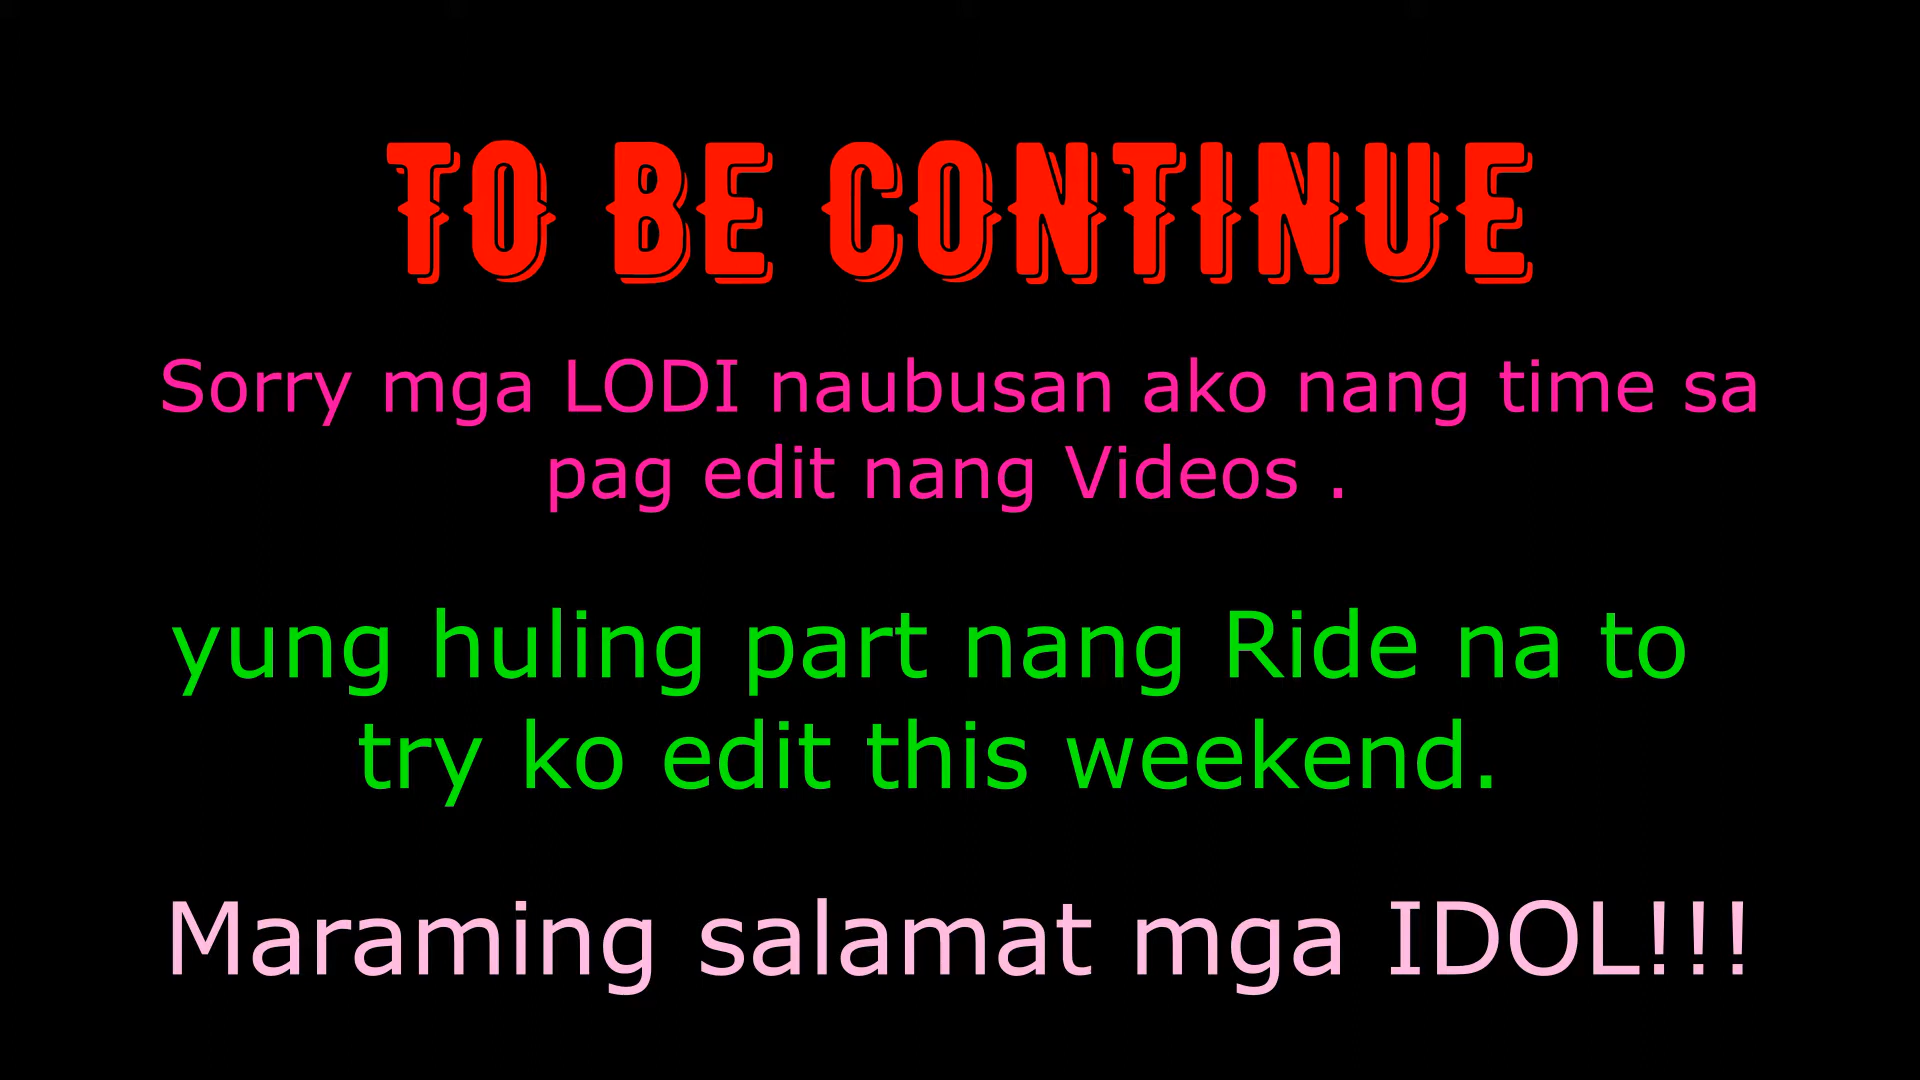 TO BE CONTINUE
Sorry mga LODI naubusan ako nang time sa
pag edit nang Videos .
yung huling part nang Ride na to
try ko edit this weekend.
Maraming salamat mga IDOL!!!